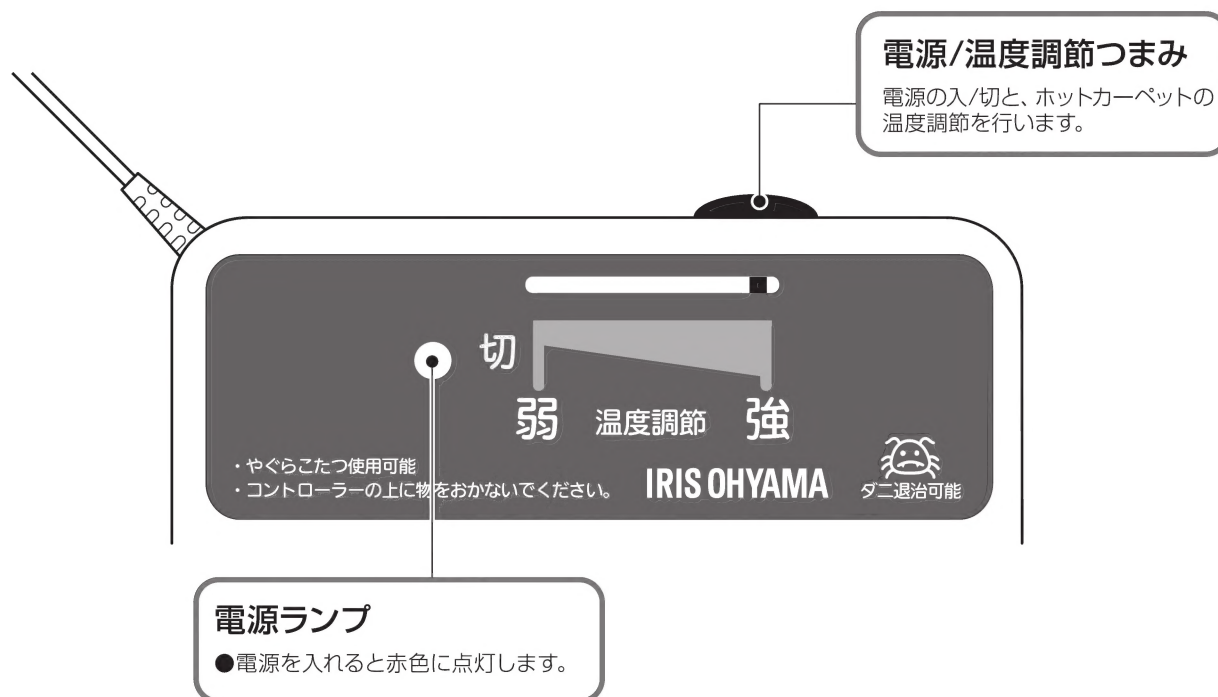 電源/温度調節つまみ
電源の入/切と、ホットカーペットの
温度調節を行います。
切
弱 温度調節 強
・やぐらこたつ使用可能
・コントローラーの上に物をおかないでください。
IRIS OHYAMA
ダニ退治可能
電源ランプ
●電源を入れると赤色に点灯します。